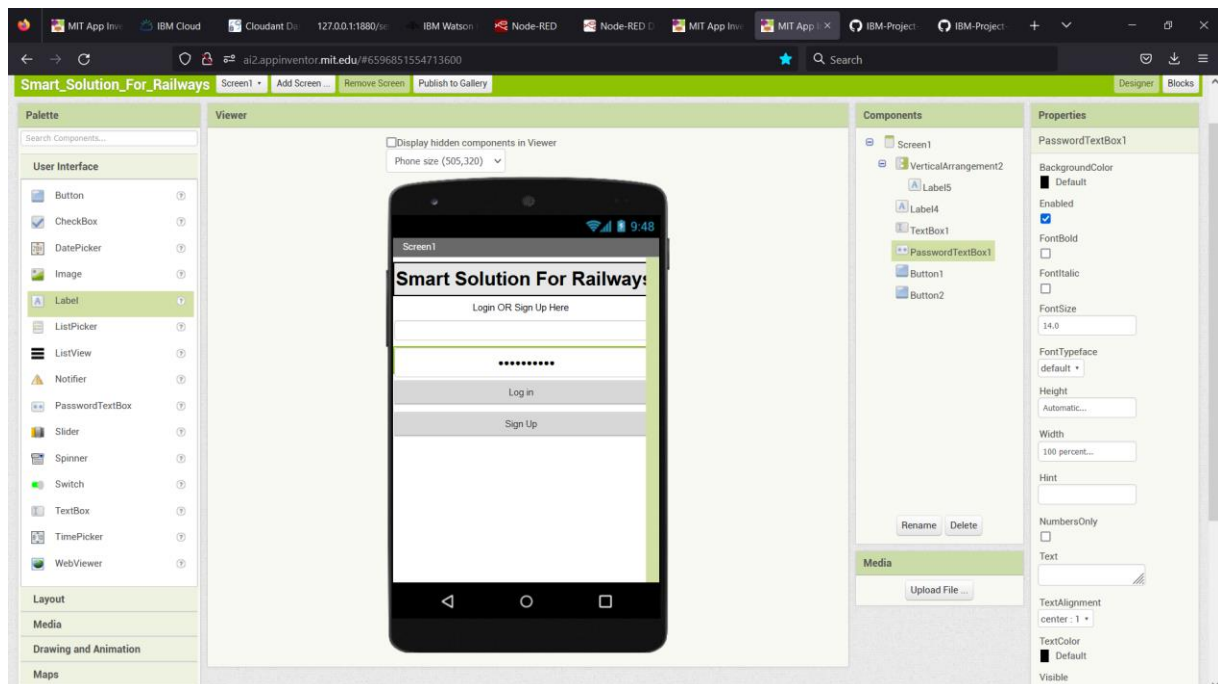 MIT App Inv
IBM Cloud
Cloudant Da
127.0.0.1:1880/se
IBM Watson
Node-RED
Node-RED D
MIT App Inv
MIT App I
IBM-Project
IBM-Project
ai2.appinventor.mit.edu/#6596851554713600
Search
Smart_Solution_For_Railways
Screen1
Add Screen ...
Remove Screen
Publish to Gallery
Designer
Blocks
Palette
Search Components...
User Interface
Button
CheckBox
DatePicker
Image
Label
ListPicker
ListView
Notifier
PasswordTextBox
Slider
Spinner
Switch
TextBox
TimePicker
WebViewer
Layout
Media
Drawing and Animation
Maps
Viewer
Display hidden components in Viewer
Phone size (505,320)
9:48
Screen1
Smart Solution For Railways
Login OR Sign Up Here
Log in
Sign Up
Components
Screen1
VerticalArrangement2
Label5
Label4
TextBox1
PasswordTextBox1
Button1
Button2
Rename
Delete
Media
Upload File ...
Properties
PasswordTextBox1
BackgroundColor
Default
Enabled
FontBold
FontItalic
FontSize
14.0
FontTypeface
default
Height
Automatic...
Width
100 percent...
Hint
NumbersOnly
Text
TextAlignment
center : 1
TextColor
Default
Visible